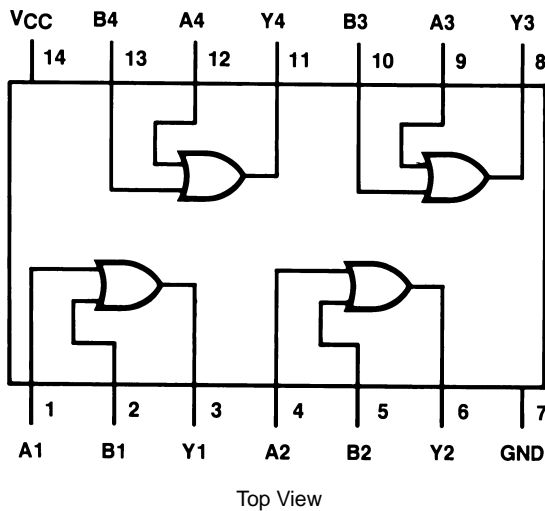 VCC B4 A4 Y4 B3 A3 Y3
14 13 12 11 10 9 8
1 2 3 4 5 6 7
A1 B1 Y1 A2 B2 Y2 GND
Top View